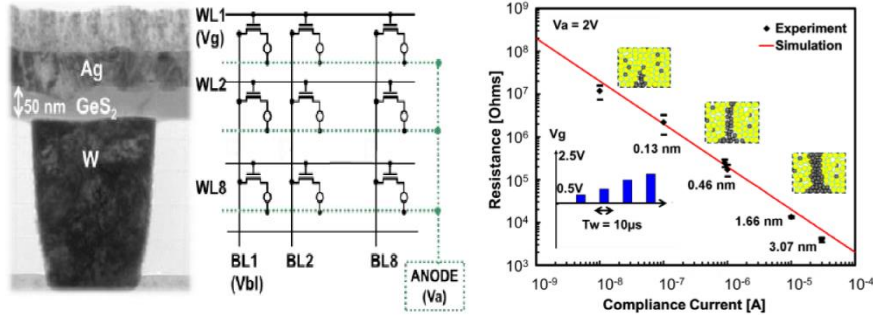 Ag
50 nm
GeS₂
W
WL1
(Vg)
WL2
WL8
BL1
(Vbl)
BL2
BL8
ANODE
(Va)
Va = 2V
Experiment
Simulation
Resistance [Ohms]
10⁹
10⁸
10⁷
10⁶
10⁵
10⁴
10³
0.13 nm
0.46 nm
1.66 nm
3.07 nm
Vg
2.5V
0.5V
Tw = 10µs
10⁻⁹
10⁻⁸
10⁻⁷
10⁻⁶
10⁻⁵
10⁻⁴
Compliance Current [A]